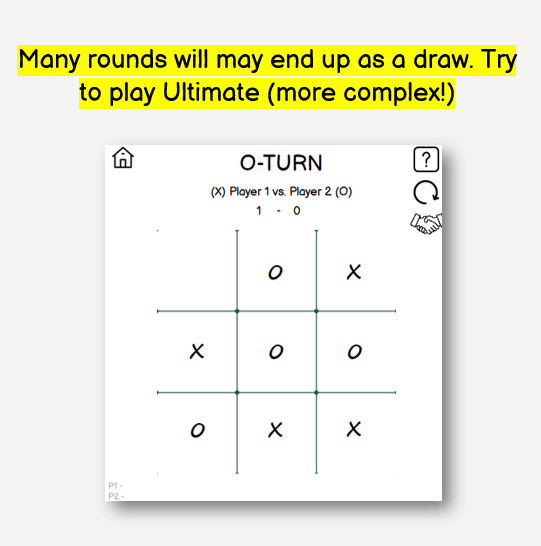 Many rounds will may end up as a draw. Try
to play Ultimate (more complex!)
O-TURN
?
(X) Player 1 vs. Player 2 (O)
1 - 0
O X
X O O
O X X
P1 -
P2 -